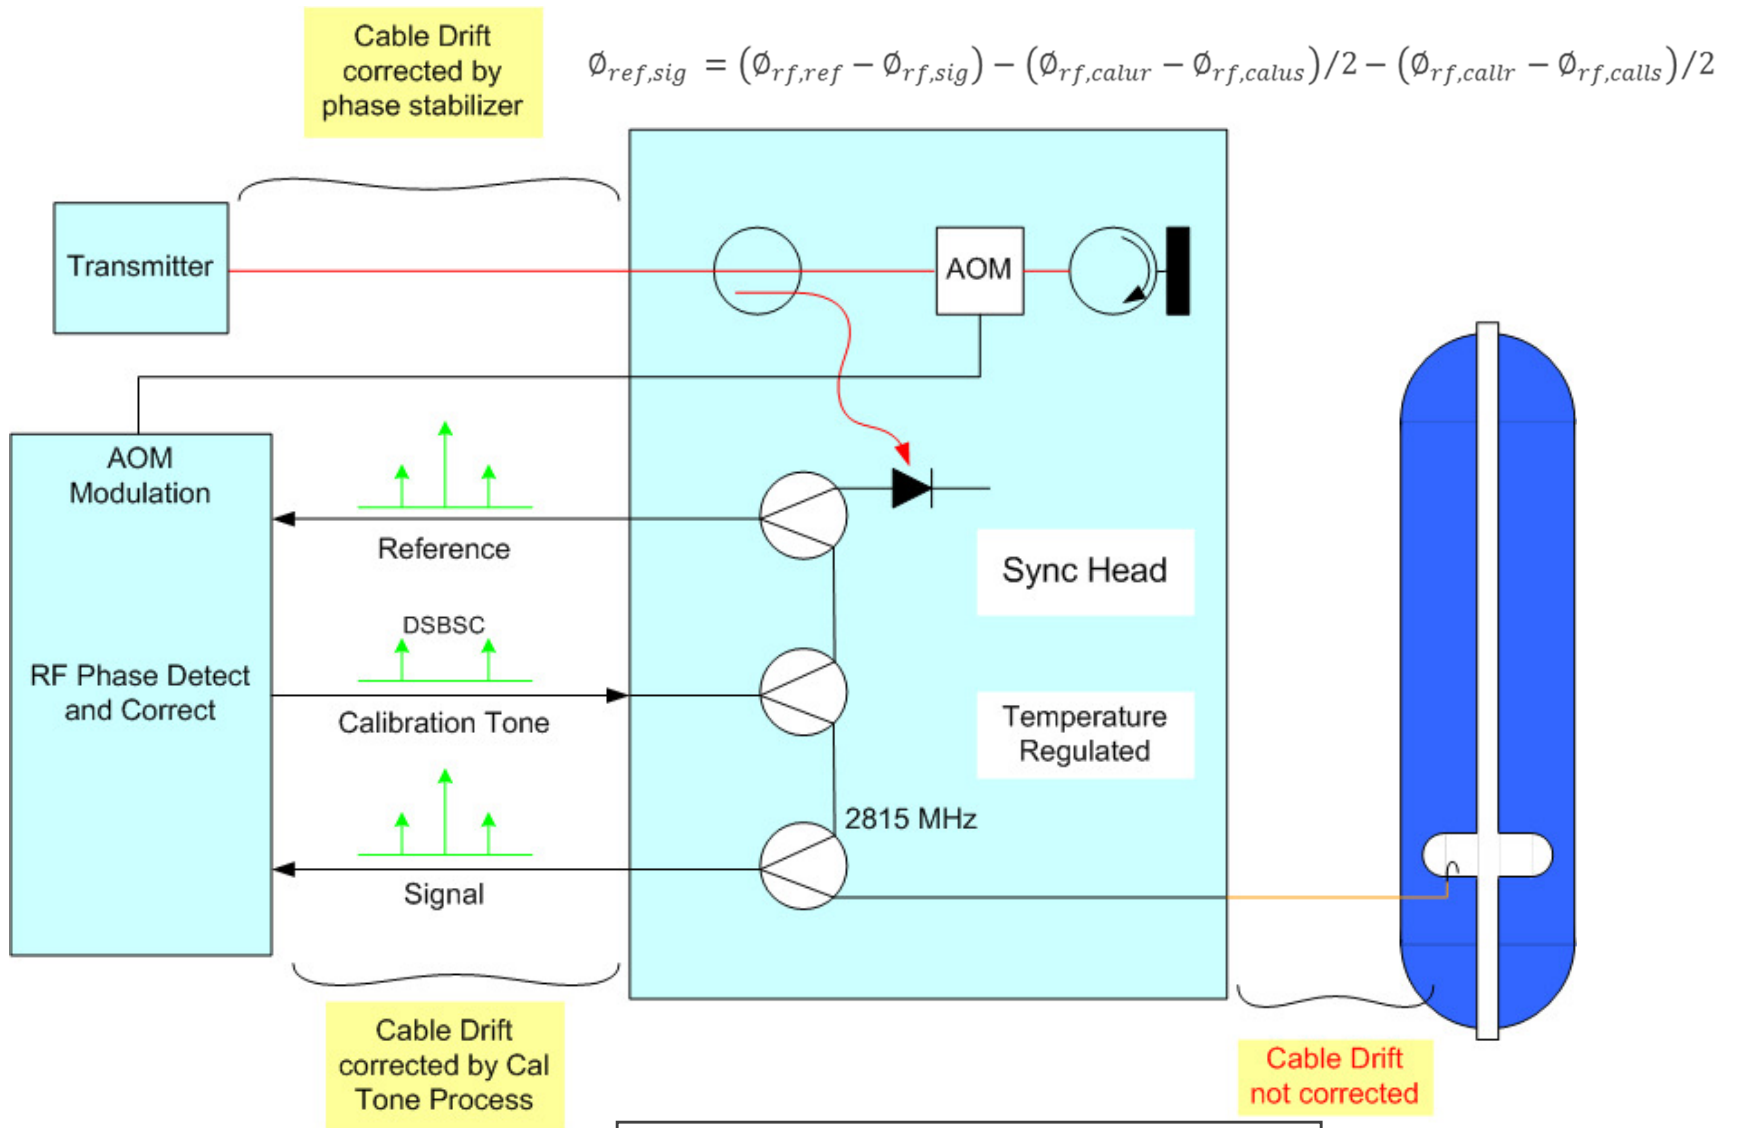 Cable Drift
corrected by
phase stabilizer
∅rf,sig = (∅rf,ref − ∅rf,sig) − (∅rf,calur − ∅rf,calus)/2 − (∅rf,callr − ∅rf,calls)/2
Transmitter
AOM
AOM
Modulation
Reference
Sync Head
DSBSC
RF Phase Detect
and Correct
Calibration Tone
Temperature
Regulated
2815 MHz
Signal
Cable Drift
corrected by Cal
Tone Process
Cable Drift
not corrected